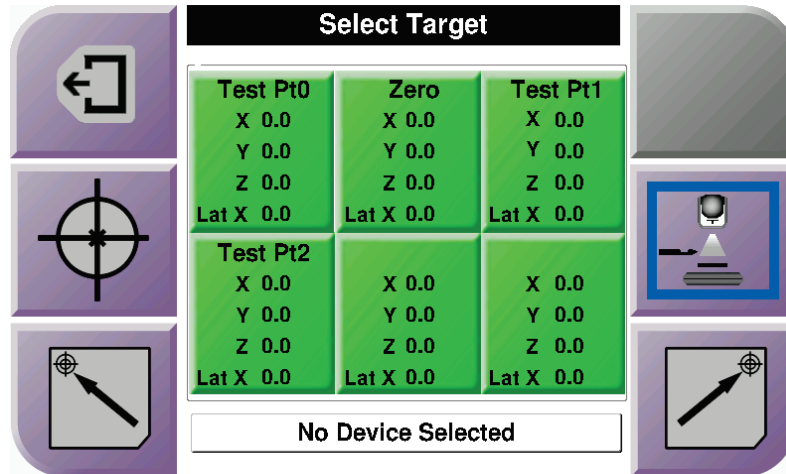 Select Target
Test Pt0 Zero Test Pt1
X 0.0 X 0.0 X 0.0
Y 0.0 Y 0.0 Y 0.0
Z 0.0 Z 0.0 Z 0.0
Lat X 0.0 Lat X 0.0 Lat X 0.0
Test Pt2
X 0.0 X 0.0 X 0.0
Y 0.0 Y 0.0 Y 0.0
Z 0.0 Z 0.0 Z 0.0
Lat X 0.0 Lat X 0.0 Lat X 0.0
No Device Selected